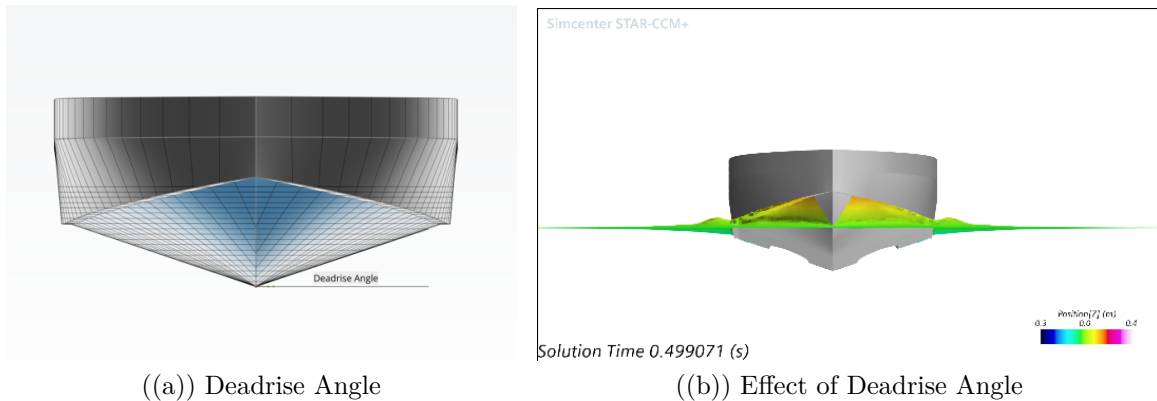 Simcenter STAR-CCM+
Deadrise Angle
Position[Z] (m)
-0.3 0.0 0.4
Solution Time 0.499071 (s)
((a)) Deadrise Angle
((b)) Effect of Deadrise Angle